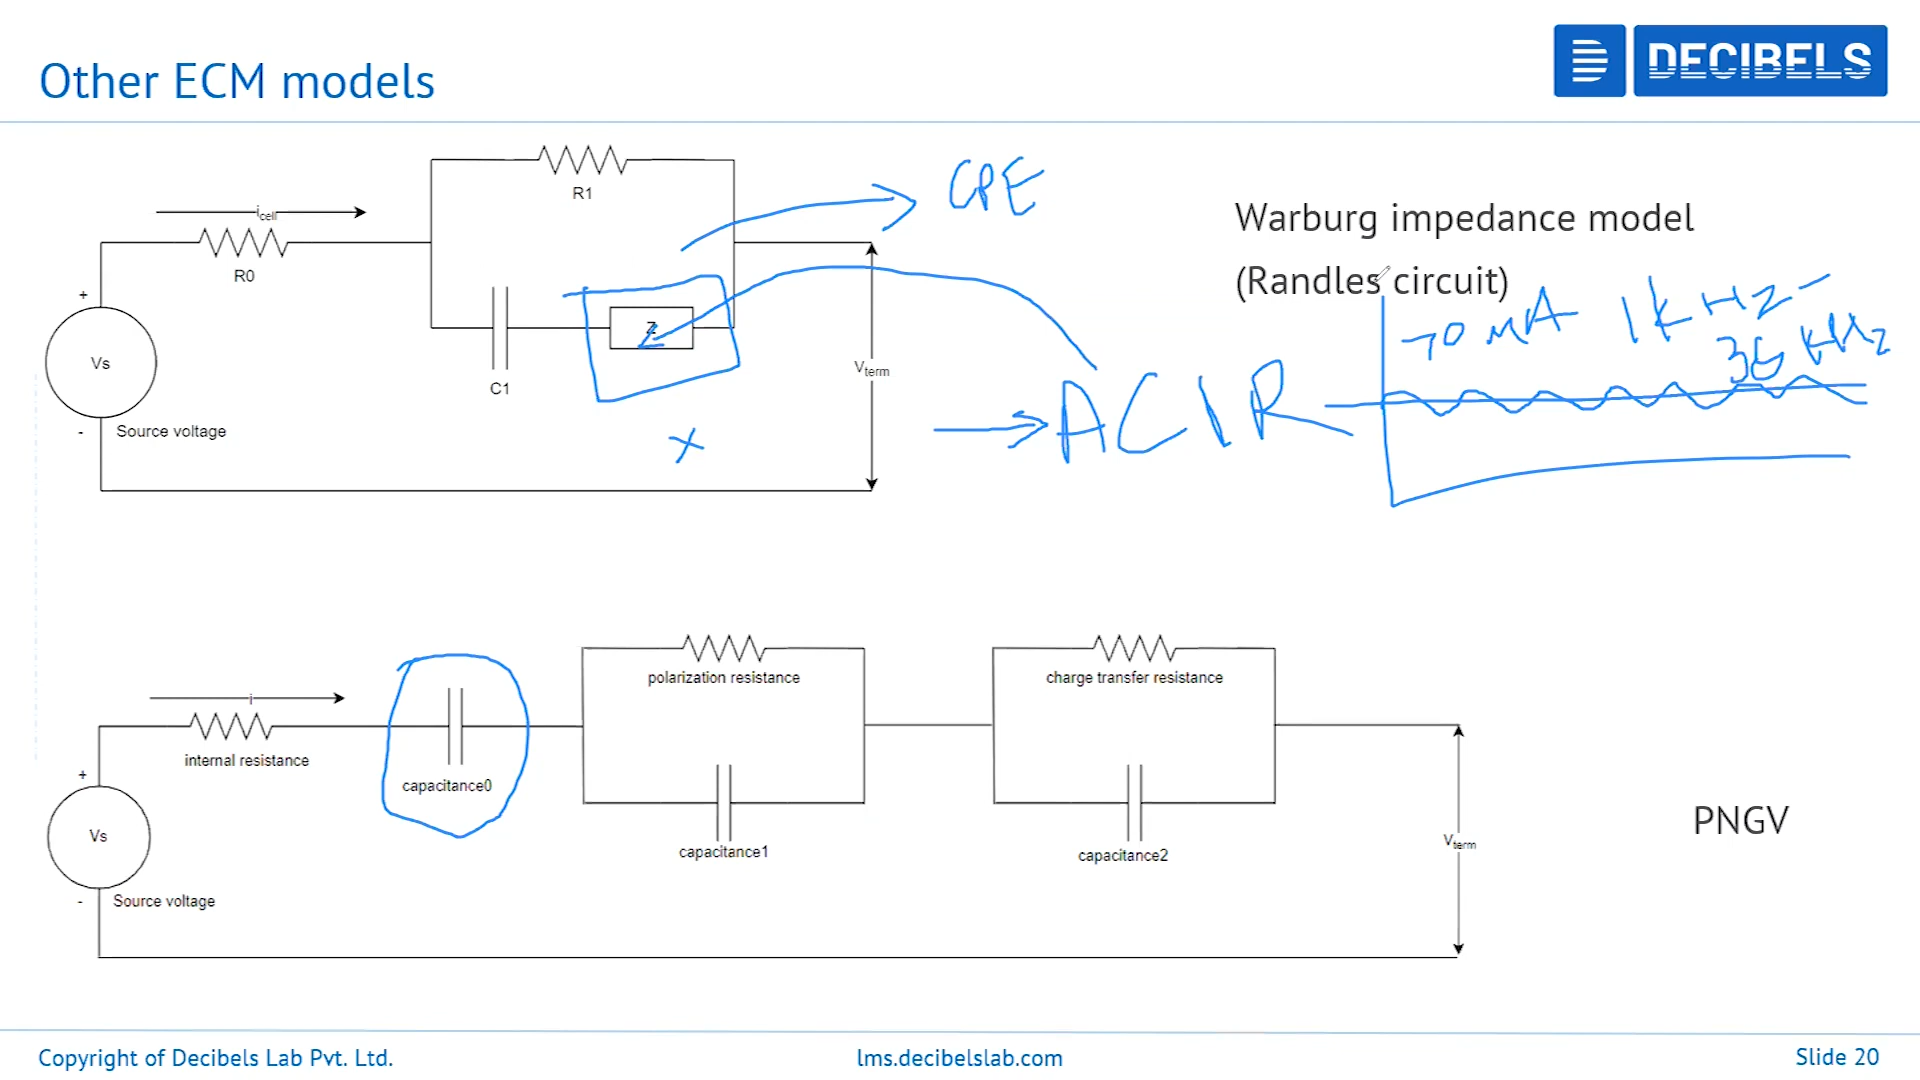 Other ECM models
DECIBELS
R1
CPE
icell
R0
Warburg impedance model
(Randles circuit)
70 mA 1kHz-
36 kHz
+
Vs
-
Source voltage
C1
Z
Vterm
x
ACIR
polarization resistance
charge transfer resistance
i
internal resistance
capacitance0
+
Vs
-
Source voltage
capacitance1
capacitance2
Vterm
PNGV
Copyright of Decibels Lab Pvt. Ltd.
lms.decibelslab.com
Slide 20